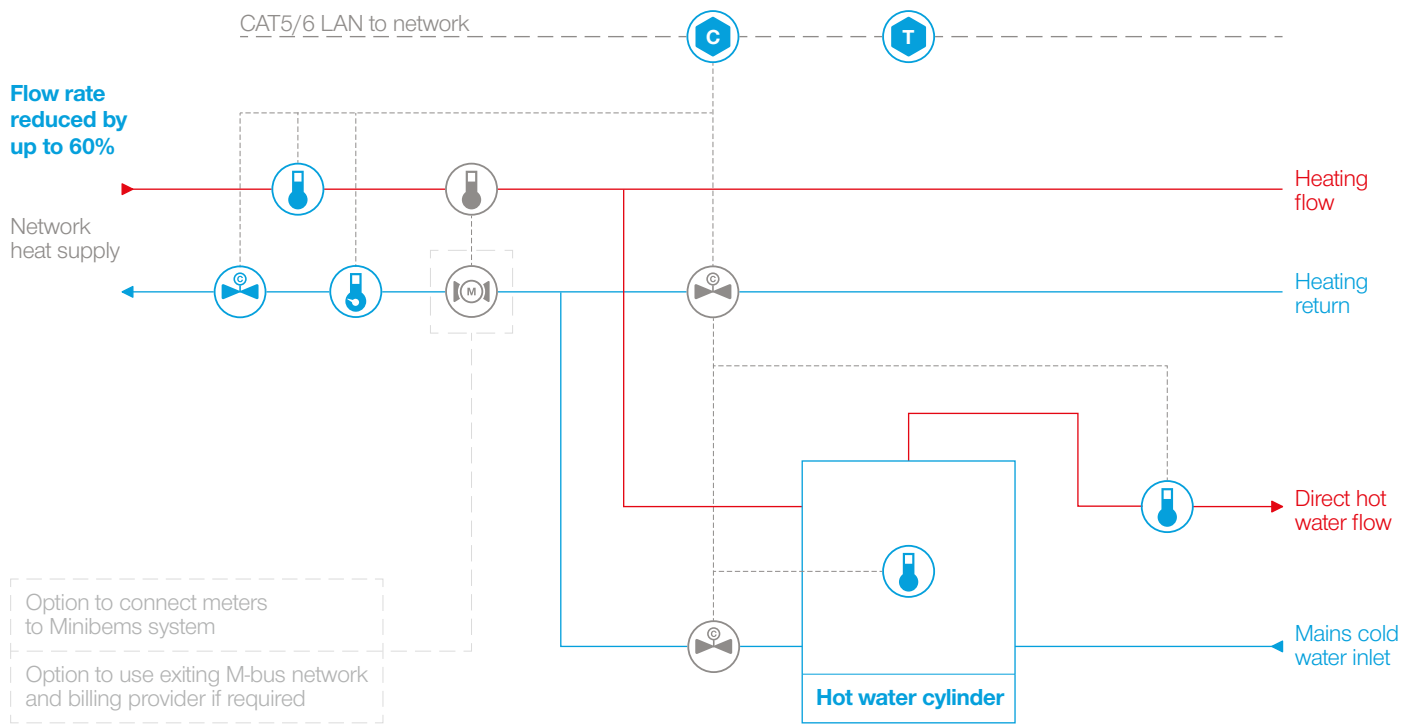 CAT5/6 LAN to network
C
T
Flow rate
reduced by
up to 60%
Heating
flow
Network
heat supply
C
M
C
Heating
return
Direct hot
water flow
Option to connect meters
to Minibems system
C
Mains cold
water inlet
Option to use exiting M-bus network
and billing provider if required
Hot water cylinder